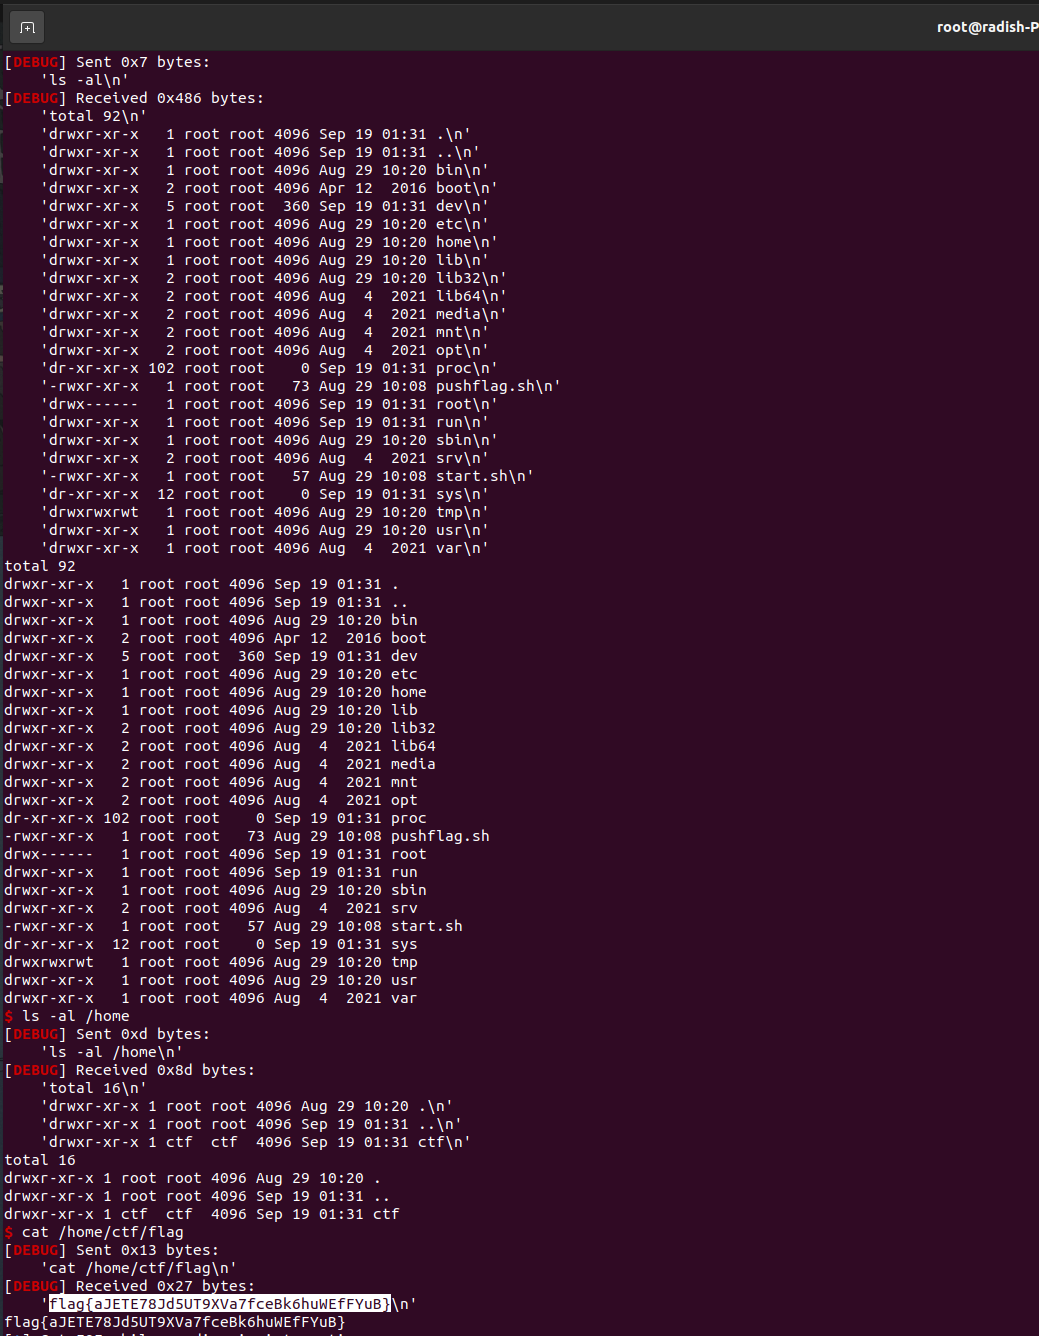 root@radish-P
[DEBUG] Sent 0x7 bytes:
    'ls -al\n'
[DEBUG] Received 0x486 bytes:
    'total 92\n'
    'drwxr-xr-x   1 root root 4096 Sep 19 01:31 .\n'
    'drwxr-xr-x   1 root root 4096 Sep 19 01:31 ..\n'
    'drwxr-xr-x   1 root root 4096 Aug 29 10:20 bin\n'
    'drwxr-xr-x   2 root root 4096 Apr 12  2016 boot\n'
    'drwxr-xr-x   5 root root  360 Sep 19 01:31 dev\n'
    'drwxr-xr-x   1 root root 4096 Aug 29 10:20 etc\n'
    'drwxr-xr-x   1 root root 4096 Aug 29 10:20 home\n'
    'drwxr-xr-x   1 root root 4096 Aug 29 10:20 lib\n'
    'drwxr-xr-x   2 root root 4096 Aug 29 10:20 lib32\n'
    'drwxr-xr-x   2 root root 4096 Aug  4  2021 lib64\n'
    'drwxr-xr-x   2 root root 4096 Aug  4  2021 media\n'
    'drwxr-xr-x   2 root root 4096 Aug  4  2021 mnt\n'
    'drwxr-xr-x   2 root root 4096 Aug  4  2021 opt\n'
    'dr-xr-xr-x 102 root root    0 Sep 19 01:31 proc\n'
    '-rwxr-xr-x   1 root root   73 Aug 29 10:08 pushflag.sh\n'
    'drwx------   1 root root 4096 Sep 19 01:31 root\n'
    'drwxr-xr-x   1 root root 4096 Sep 19 01:31 run\n'
    'drwxr-xr-x   1 root root 4096 Aug 29 10:20 sbin\n'
    'drwxr-xr-x   2 root root 4096 Aug  4  2021 srv\n'
    '-rwxr-xr-x   1 root root   57 Aug 29 10:08 start.sh\n'
    'dr-xr-xr-x  12 root root    0 Sep 19 01:31 sys\n'
    'drwxrwxrwt   1 root root 4096 Aug 29 10:20 tmp\n'
    'drwxr-xr-x   1 root root 4096 Aug 29 10:20 usr\n'
    'drwxr-xr-x   1 root root 4096 Aug  4  2021 var\n'
total 92
drwxr-xr-x   1 root root 4096 Sep 19 01:31 .
drwxr-xr-x   1 root root 4096 Sep 19 01:31 ..
drwxr-xr-x   1 root root 4096 Aug 29 10:20 bin
drwxr-xr-x   2 root root 4096 Apr 12  2016 boot
drwxr-xr-x   5 root root  360 Sep 19 01:31 dev
drwxr-xr-x   1 root root 4096 Aug 29 10:20 etc
drwxr-xr-x   1 root root 4096 Aug 29 10:20 home
drwxr-xr-x   1 root root 4096 Aug 29 10:20 lib
drwxr-xr-x   2 root root 4096 Aug 29 10:20 lib32
drwxr-xr-x   2 root root 4096 Aug  4  2021 lib64
drwxr-xr-x   2 root root 4096 Aug  4  2021 media
drwxr-xr-x   2 root root 4096 Aug  4  2021 mnt
drwxr-xr-x   2 root root 4096 Aug  4  2021 opt
dr-xr-xr-x 102 root root    0 Sep 19 01:31 proc
-rwxr-xr-x   1 root root   73 Aug 29 10:08 pushflag.sh
drwx------   1 root root 4096 Sep 19 01:31 root
drwxr-xr-x   1 root root 4096 Sep 19 01:31 run
drwxr-xr-x   1 root root 4096 Aug 29 10:20 sbin
drwxr-xr-x   2 root root 4096 Aug  4  2021 srv
-rwxr-xr-x   1 root root   57 Aug 29 10:08 start.sh
dr-xr-xr-x  12 root root    0 Sep 19 01:31 sys
drwxrwxrwt   1 root root 4096 Aug 29 10:20 tmp
drwxr-xr-x   1 root root 4096 Aug 29 10:20 usr
drwxr-xr-x   1 root root 4096 Aug  4  2021 var
$ ls -al /home
[DEBUG] Sent 0xd bytes:
    'ls -al /home\n'
[DEBUG] Received 0x8d bytes:
    'total 16\n'
    'drwxr-xr-x 1 root root 4096 Aug 29 10:20 .\n'
    'drwxr-xr-x 1 root root 4096 Sep 19 01:31 ..\n'
    'drwxr-xr-x 1 ctf  ctf  4096 Sep 19 01:31 ctf\n'
total 16
drwxr-xr-x 1 root root 4096 Aug 29 10:20 .
drwxr-xr-x 1 root root 4096 Sep 19 01:31 ..
drwxr-xr-x 1 ctf  ctf  4096 Sep 19 01:31 ctf
$ cat /home/ctf/flag
[DEBUG] Sent 0x13 bytes:
    'cat /home/ctf/flag\n'
[DEBUG] Received 0x27 bytes:
    'flag{aJETE78Jd5UT9XVa7fceBk6huWEfFYuB}\n'
flag{aJETE78Jd5UT9XVa7fceBk6huWEfFYuB}